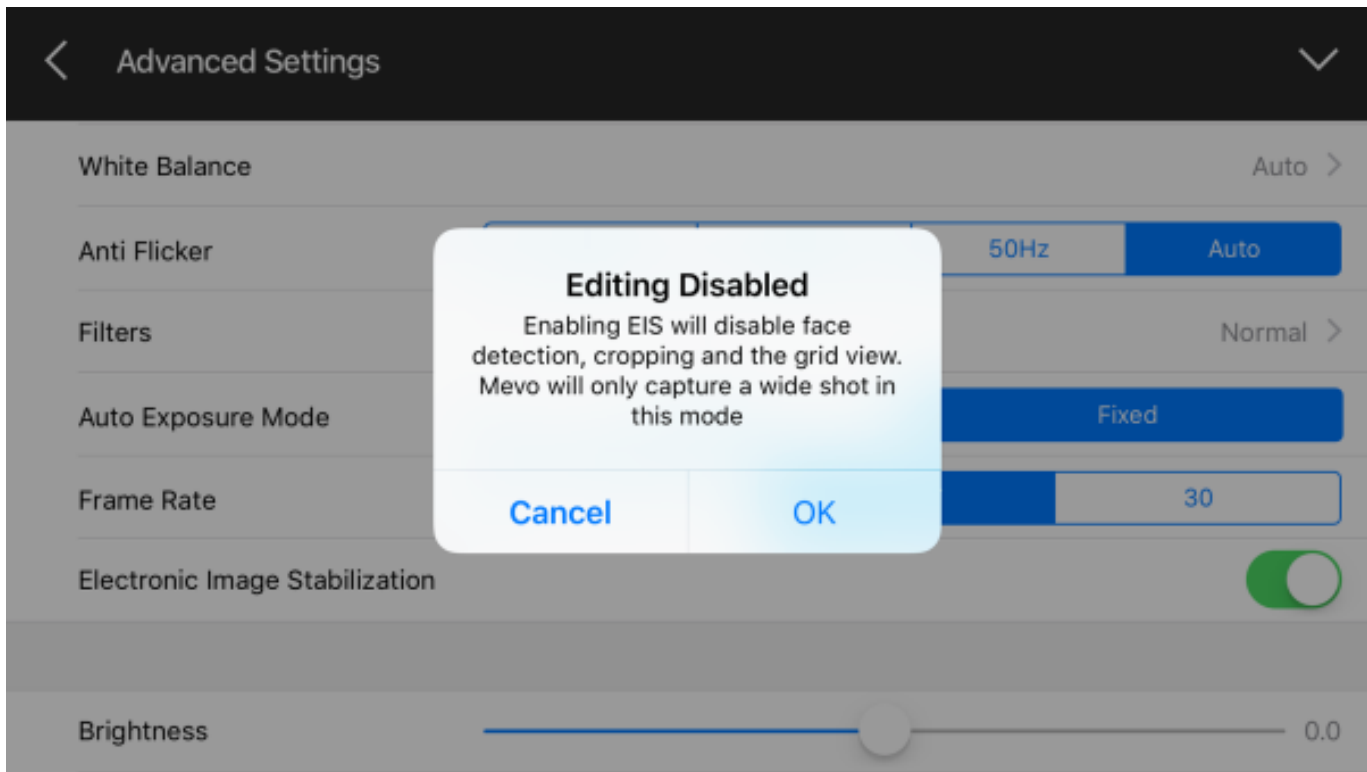 Advanced Settings
White Balance
Auto
Anti Flicker
50Hz
Auto
Editing Disabled
Enabling EIS will disable face
detection, cropping and the grid view.
Mevo will only capture a wide shot in
this mode
Cancel
OK
Filters
Normal
Auto Exposure Mode
Fixed
Frame Rate
30
Electronic Image Stabilization
Brightness
0.0